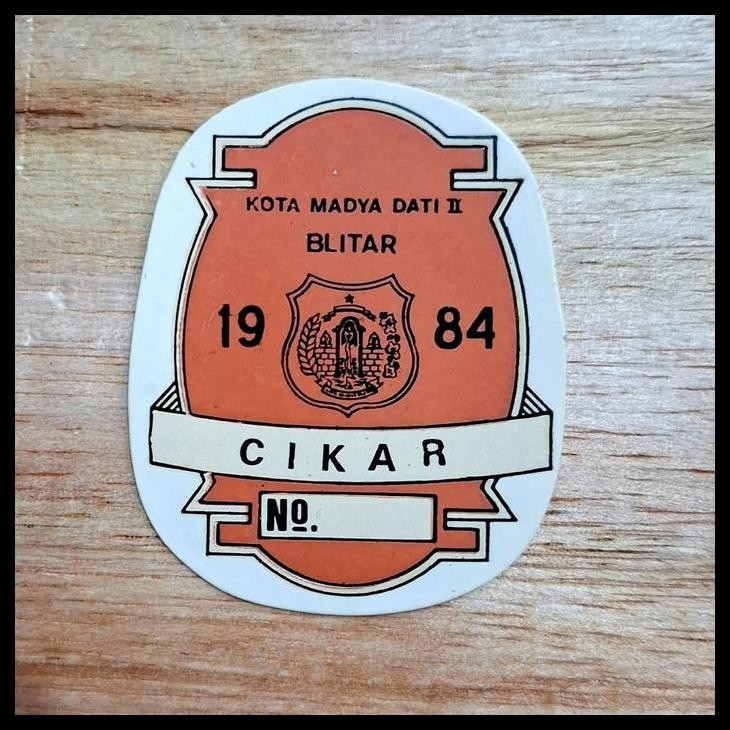 KOTA MADYA DATI II
BLITAR
19 84
CIKAR
Nº.